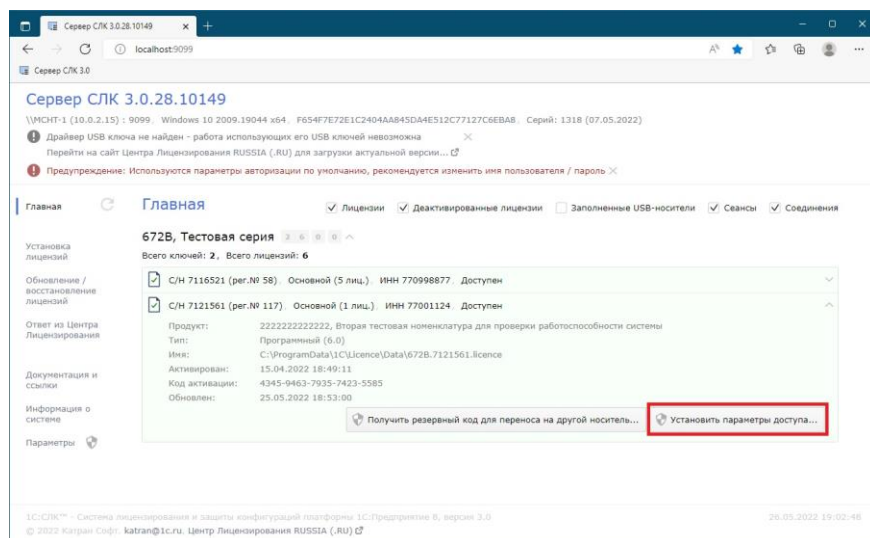 Сервер СЛК 3.0.28.10149
localhost:9099
Сервер СЛК 3.0
Сервер СЛК 3.0.28.10149
\\MCHT-1 (10.0.2.15) : 9099, Windows 10 2009.19044 x64, F654F7E72E1C2404AA845DA4E512C77127C6EBA8, Серий: 1318 (07.05.2022)
Драйвер USB ключа не найден - работа использующих его USB ключей невозможна
Перейти на сайт Центра Лицензирования RUSSIA (.RU) для загрузки актуальной версии...
Предупреждение: Используются параметры авторизации по умолчанию, рекомендуется изменить имя пользователя / пароль
Главная
Установка лицензий
Обновление / восстановление лицензий
Ответ из Центра Лицензирования
Документация и ссылки
Информация о системе
Параметры
Главная
Лицензии Деактивированные лицензии Заполненные USB-носители Сеансы Соединения
672B, Тестовая серия 2 6 0 0
Всего ключей: 2, Всего лицензий: 6
С/Н 7116521 (рег.№ 58), Основной (5 лиц.), ИНН 770998877, Доступен
С/Н 7121561 (рег.№ 117), Основной (1 лиц.), ИНН 77001124, Доступен
Продукт: 2222222222222, Вторая тестовая номенклатура для проверки работоспособности системы
Тип: Программный (6.0)
Имя: C:\ProgramData\1C\Licence\Data\672B.7121561.licence
Активирован: 15.04.2022 18:49:11
Код активации: 4345-9463-7935-7423-5585
Обновлен: 25.05.2022 18:53:00
Получить резервный код для переноса на другой носитель... Установить параметры доступа...
1С:СЛК™ - Система лицензирования и защиты конфигураций платформы 1С:Предприятие 8, версия 3.0 26.05.2022 19:02:46
© 2022 Катран Софт. katran@1c.ru. Центр Лицензирования RUSSIA (.RU)